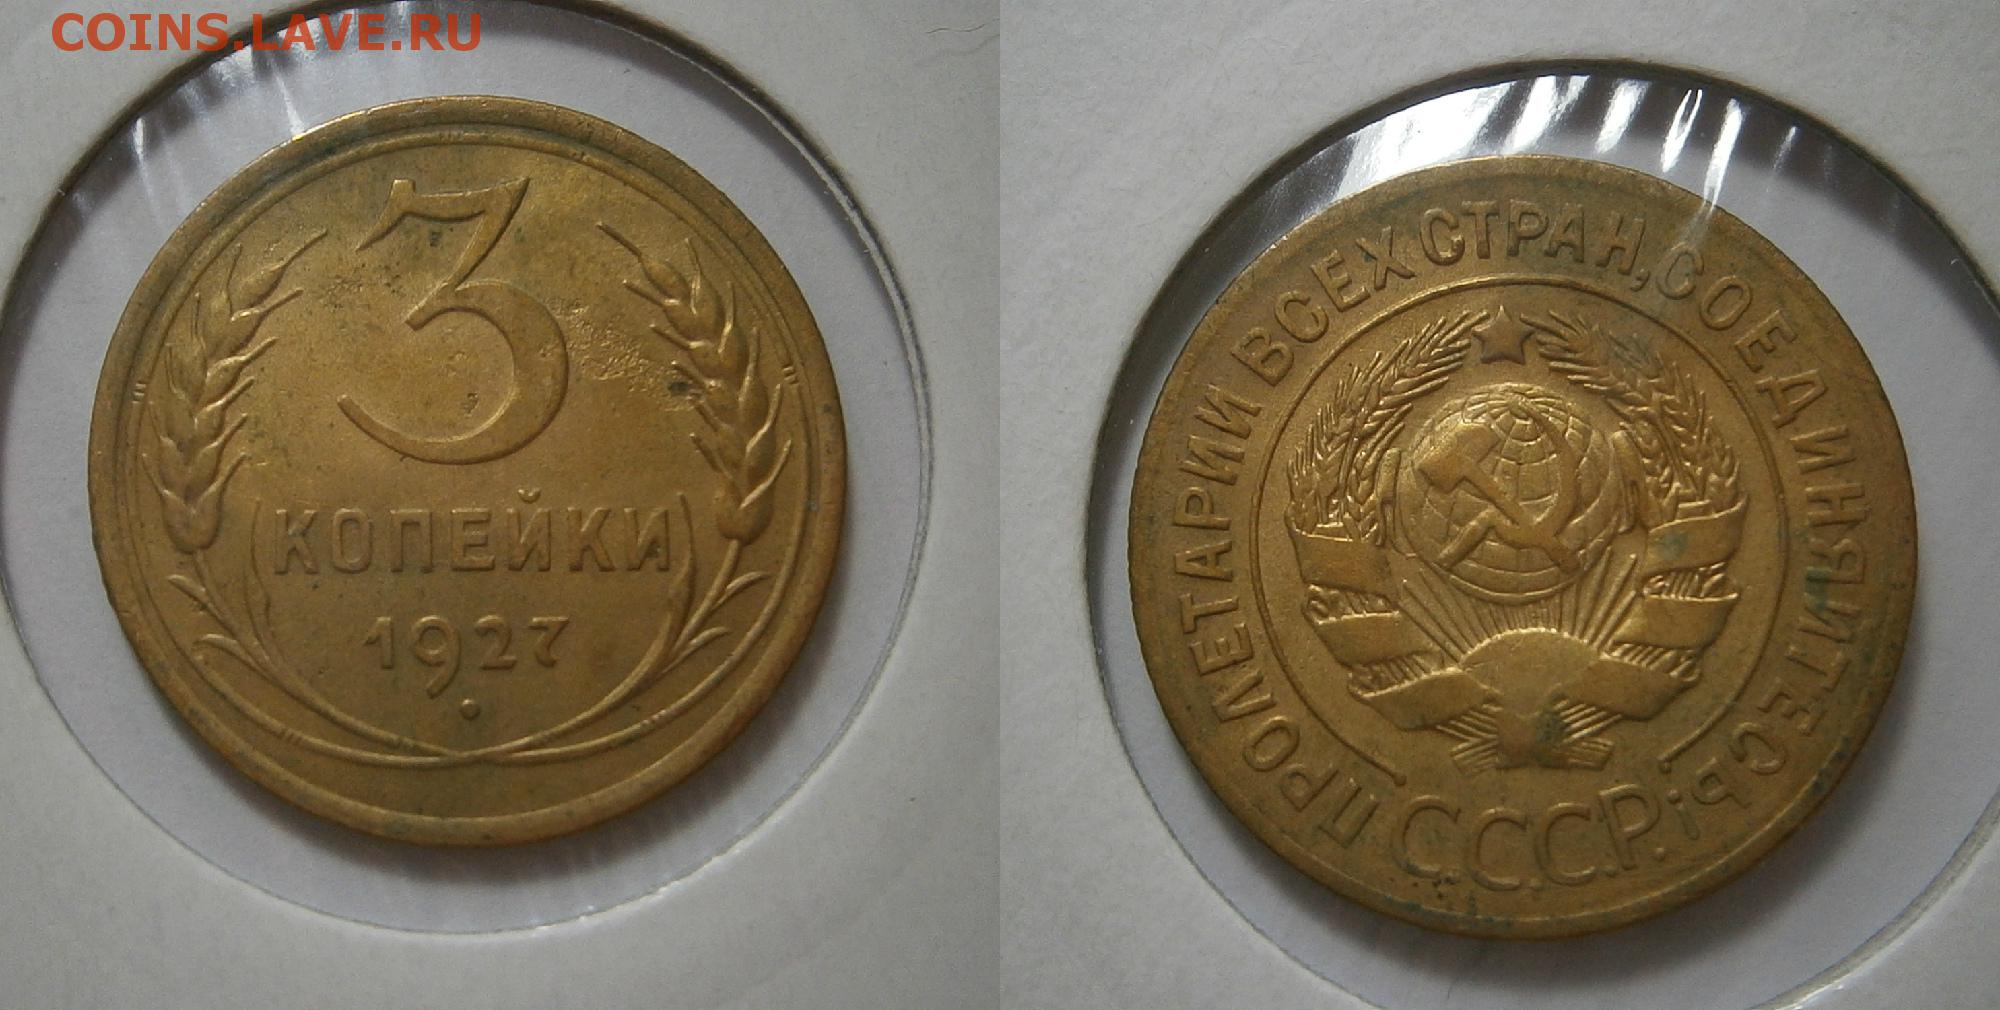 COINS.LAVE.RU
3
КОПЕЙКИ
1927
ПРОЛЕТАРИИ ВСЕХ СТРАН, СОЕДИНЯЙТЕСЬ!
С.С.С.Р.